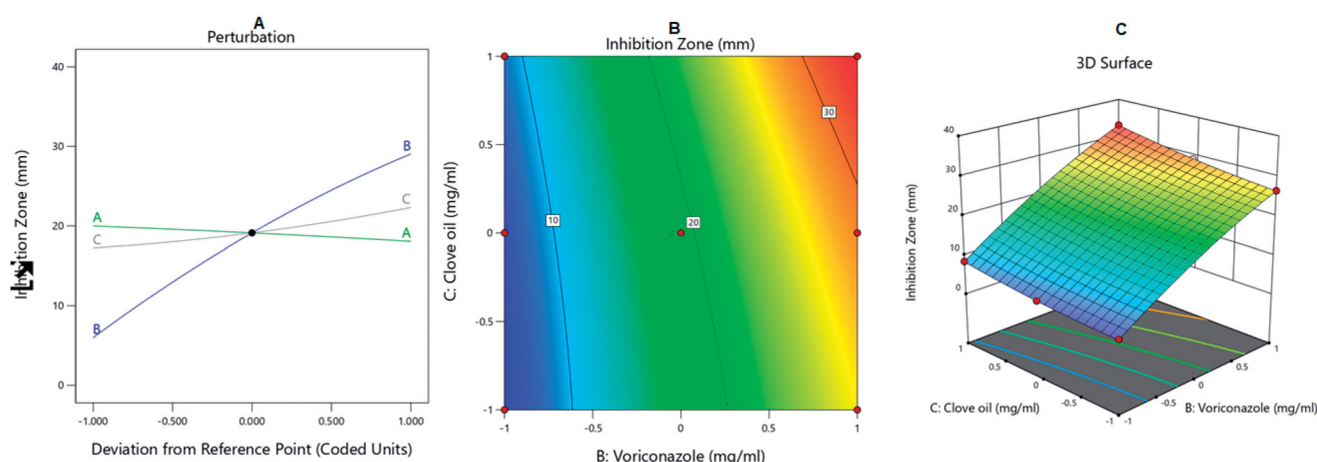 A
Perturbation
40
30
20
10
0
Inhibition Zone (mm)
A
C
B
B
C
A
-1.000
-0.500
0.000
0.500
1.000
Deviation from Reference Point (Coded Units)
B
Inhibition Zone (mm)
1
0.5
0
-0.5
-1
C: Clove oil (mg/ml)
10
20
30
-1
-0.5
0
0.5
1
B: Voriconazole (mg/ml)
C
3D Surface
40
30
20
10
0
Inhibition Zone (mm)
1
0.5
0
-0.5
-1
C: Clove oil (mg/ml)
-1
-0.5
0
0.5
1
B: Voriconazole (mg/ml)